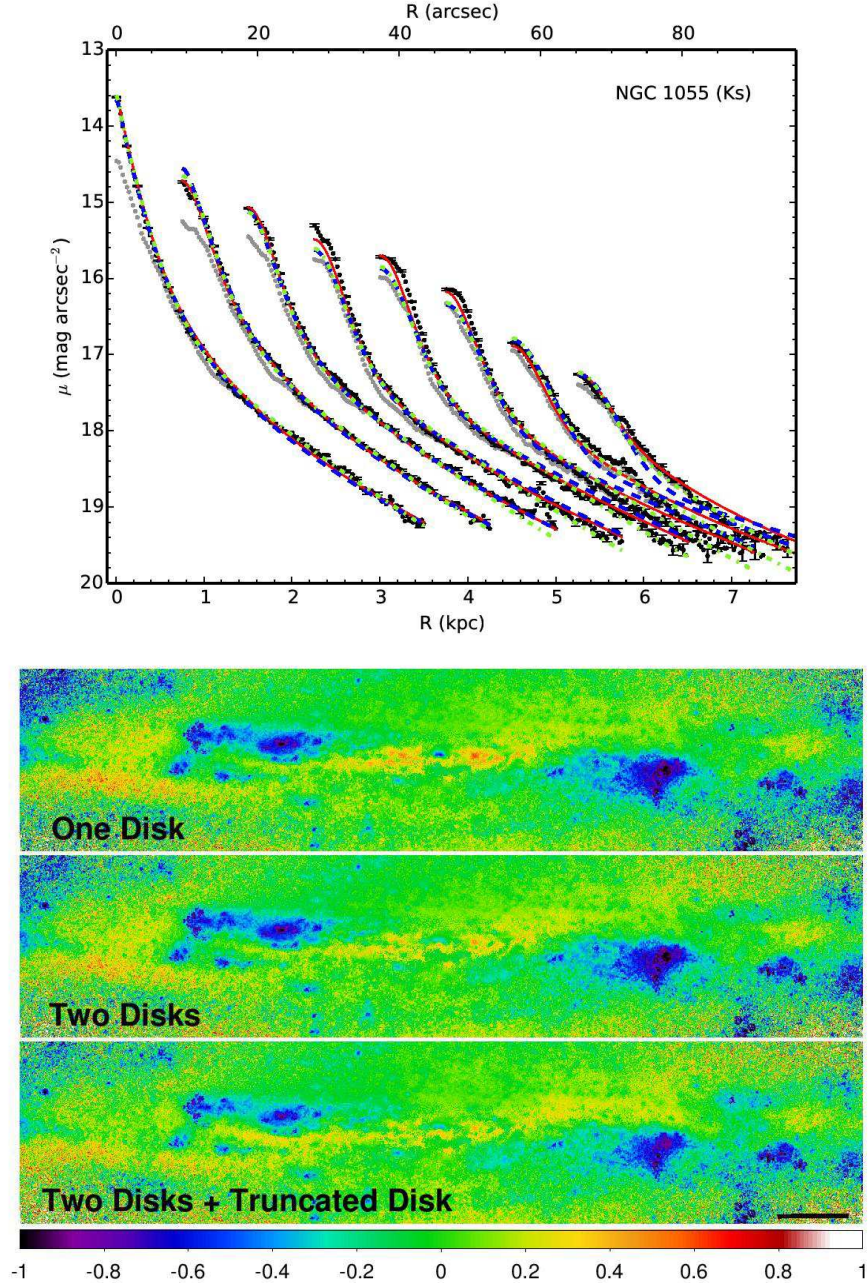 R (arcsec)
0 20 40 60 80
13
NGC 1055 (Ks)
14
15
16
17
18
19
20
μ (mag arcsec⁻²)
0 1 2 3 4 5 6 7
R (kpc)
One Disk
Two Disks
Two Disks + Truncated Disk
-1 -0.8 -0.6 -0.4 -0.2 0 0.2 0.4 0.6 0.8 1